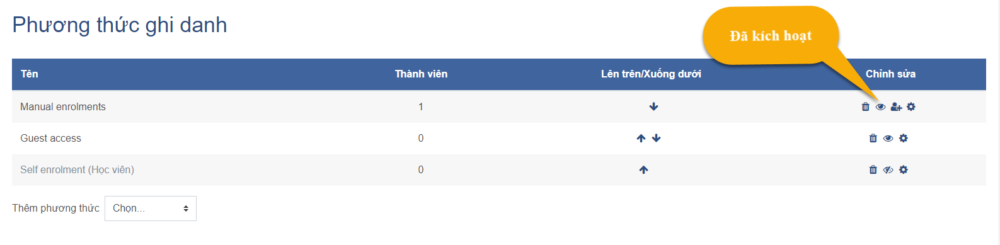 Phương thức ghi danh
Đã kích hoạt
Tên Thành viên Lên trên/Xuống dưới Chỉnh sửa
Manual enrolments 1
Guest access 0
Self enrolment (Học viên) 0
Thêm phương thức Chọn...